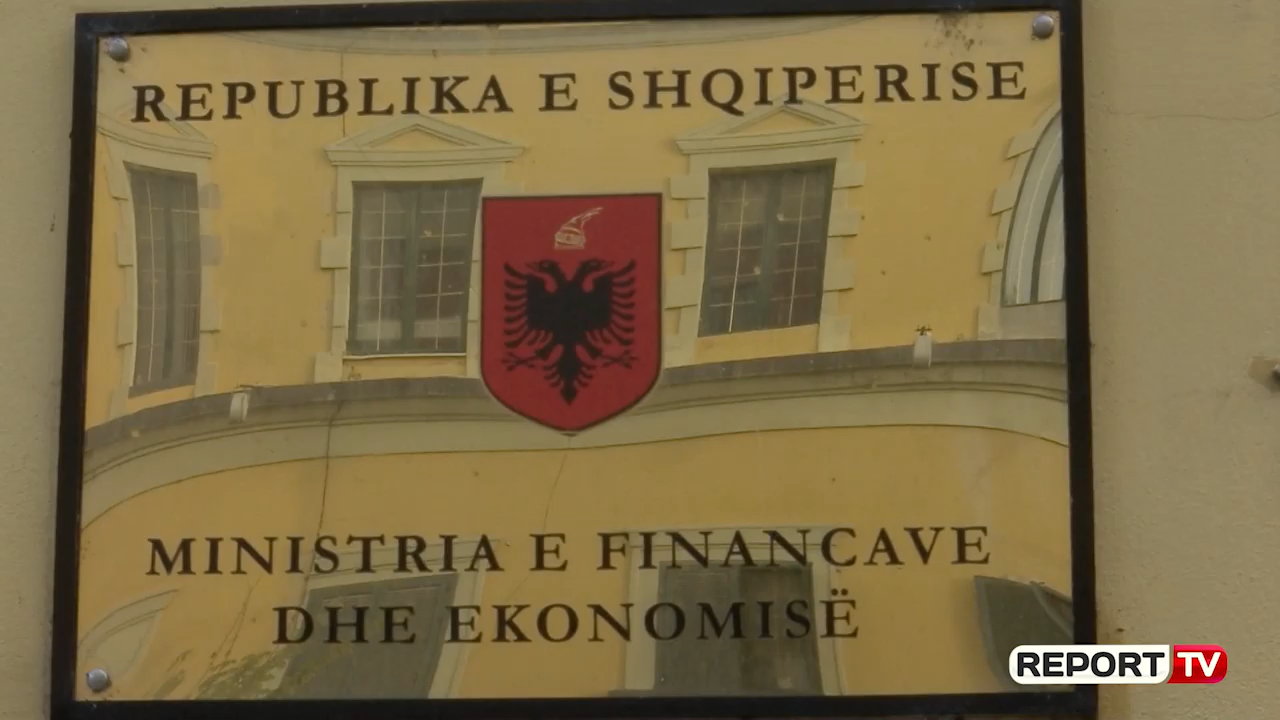 REPUBLIKA E SHQIPERISE
MINISTRIA E FINANCAVE
DHE EKONOMISË
REPORT TV